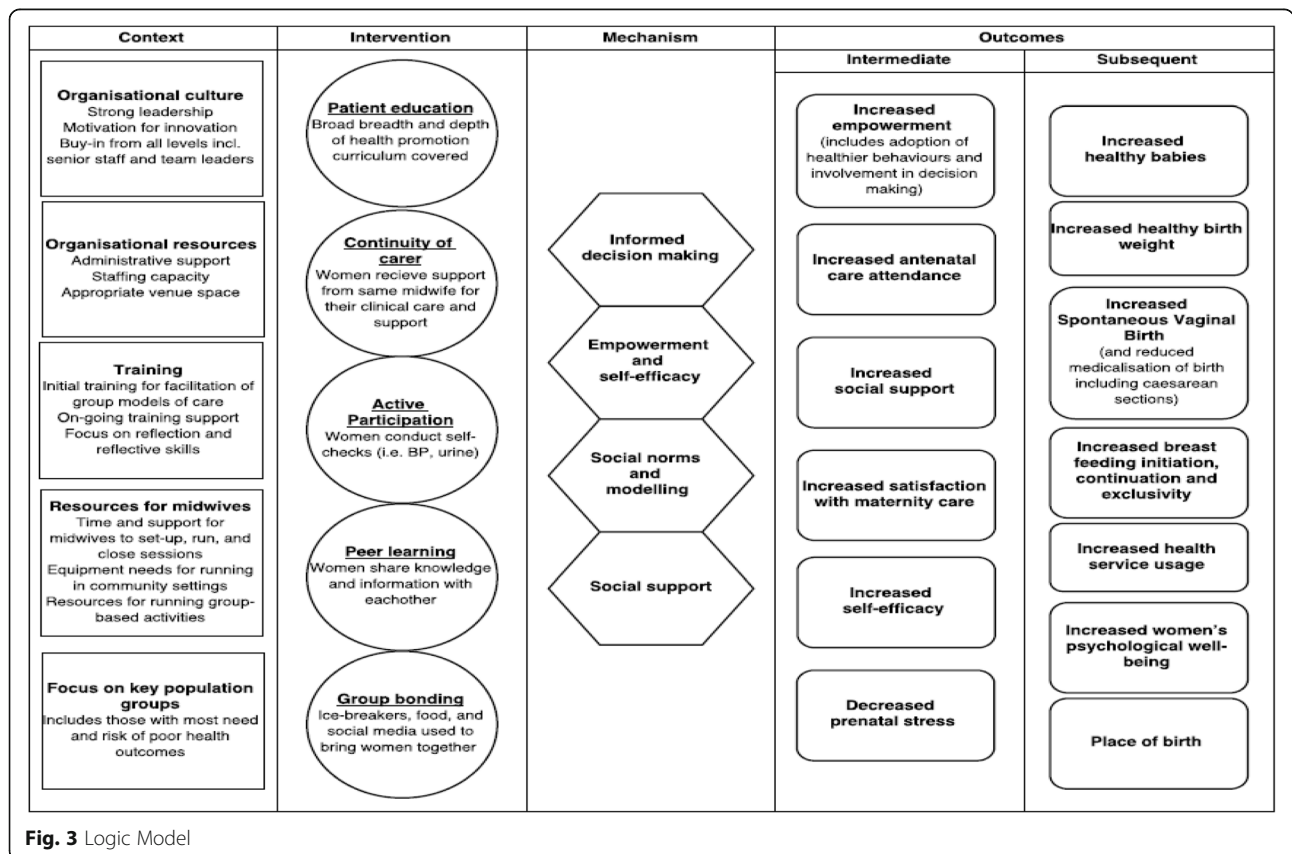 Context
Intervention
Mechanism
Outcomes
Intermediate
Subsequent
Organisational culture
Strong leadership
Motivation for innovation
Buy-in from all levels incl.
senior staff and team leaders
Organisational resources
Administrative support
Staffing capacity
Appropriate venue space
Training
Initial training for facilitation of
group models of care
On-going training support
Focus on reflection and
reflective skills
Resources for midwives
Time and support for
midwives to set-up, run, and
close sessions
Equipment needs for running
in community settings
Resources for running group-
based activities
Focus on key population
groups
Includes those with most need
and risk of poor health
outcomes
Patient education
Broad breadth and depth
of health promotion
curriculum covered
Continuity of
carer
Women recieve support
from same midwife for
their clinical care and
support
Active
Participation
Women conduct self-
checks (i.e. BP, urine)
Peer learning
Women share knowledge
and information with
eachother
Group bonding
Ice-breakers, food, and
social media used to
bring women together
Informed
decision making
Empowerment
and
self-efficacy
Social norms
and
modelling
Social support
Increased
empowerment
(includes adoption of
healthier behaviours and
involvement in decision
making)
Increased antenatal
care attendance
Increased
social support
Increased satisfaction
with maternity care
Increased
self-efficacy
Decreased
prenatal stress
Increased
healthy babies
Increased healthy birth
weight
Increased
Spontaneous Vaginal
Birth
(and reduced
medicalisation of birth
including caesarean
sections)
Increased breast
feeding initiation,
continuation and
exclusivity
Increased health
service usage
Increased women's
psychological well-
being
Place of birth
Fig. 3 Logic Model